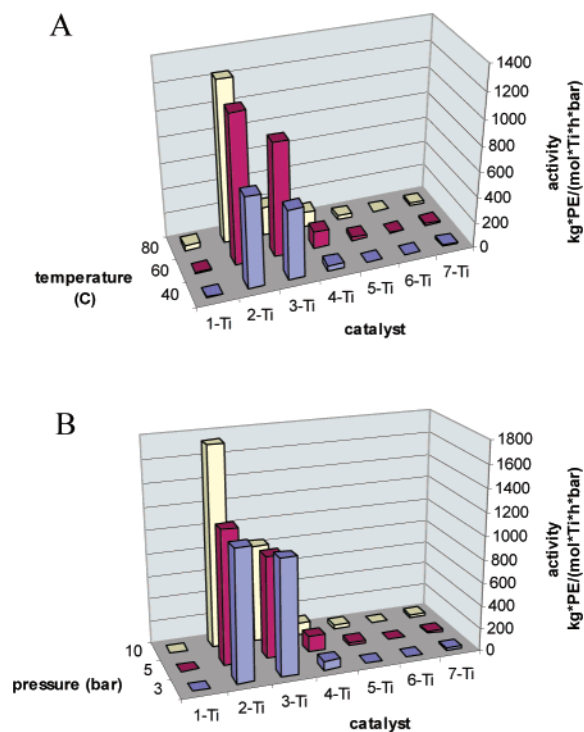 A
1400
1200
1000
800
600
400
200
0
activity
kg*PE/(mol*Ti*h*bar)
80
60
40
temperature
(C)
1-Ti
2-Ti
3-Ti
4-Ti
5-Ti
6-Ti
7-Ti
catalyst
B
1800
1600
1400
1200
1000
800
600
400
200
0
activity
kg*PE/(mol*Ti*h*bar)
10
5
3
pressure (bar)
1-Ti
2-Ti
3-Ti
4-Ti
5-Ti
6-Ti
7-Ti
catalyst